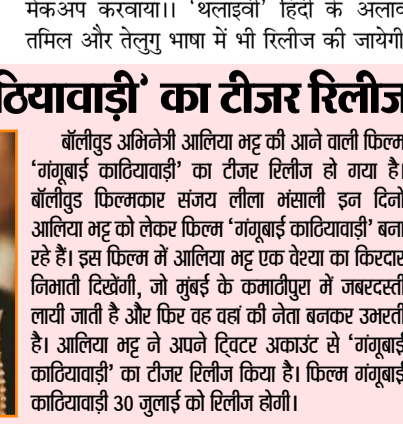 मेकअप करवाया।। 'थलाइवी' हिंदी के अलाव
तमिल और तेलुगु भाषा में भी रिलीज की जायेगी
ठियावाड़ी' का टीजर रिलीज
बॉलीवुड अभिनेत्री आलिया भट्ट की आने वाली फिल्म
'गंगूबाई काठियावाड़ी' का टीजर रिलीज हो गया है।
बॉलीवुड फिल्मकार संजय लीला भंसाली इन दिनो
आलिया भट्ट को लेकर फिल्म 'गंगूबाई काठियावाड़ी' बना
रहे हैं। इस फिल्म में आलिया भट्ट एक वेश्या का किरदार
निभाती दिखेंगी, जो मुंबई के कमाठीपुरा में जबरदस्ती
लायी जाती है और फिर वह वहां की नेता बनकर उभरती
है। आलिया भट्ट ने अपने ट्विटर अकाउंट से 'गंगूबाई
काठियावाड़ी' का टीजर रिलीज किया है। फिल्म गंगूबाई
काठियावाड़ी 30 जुलाई को रिलीज होगी।